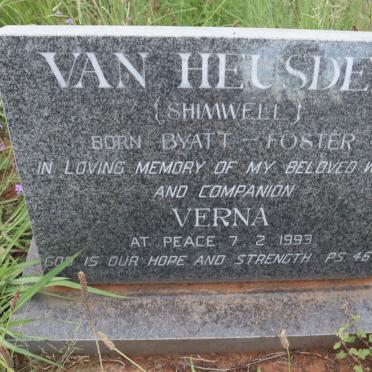 VAN HEUSDE
(SHIMWELL)
BORN BYATT - FOSTER
IN LOVING MEMORY OF MY BELOVED
AND COMPANION
VERNA
AT PEACE 7 2 1993
GOD IS OUR HOPE AND STRENGTH PS 46